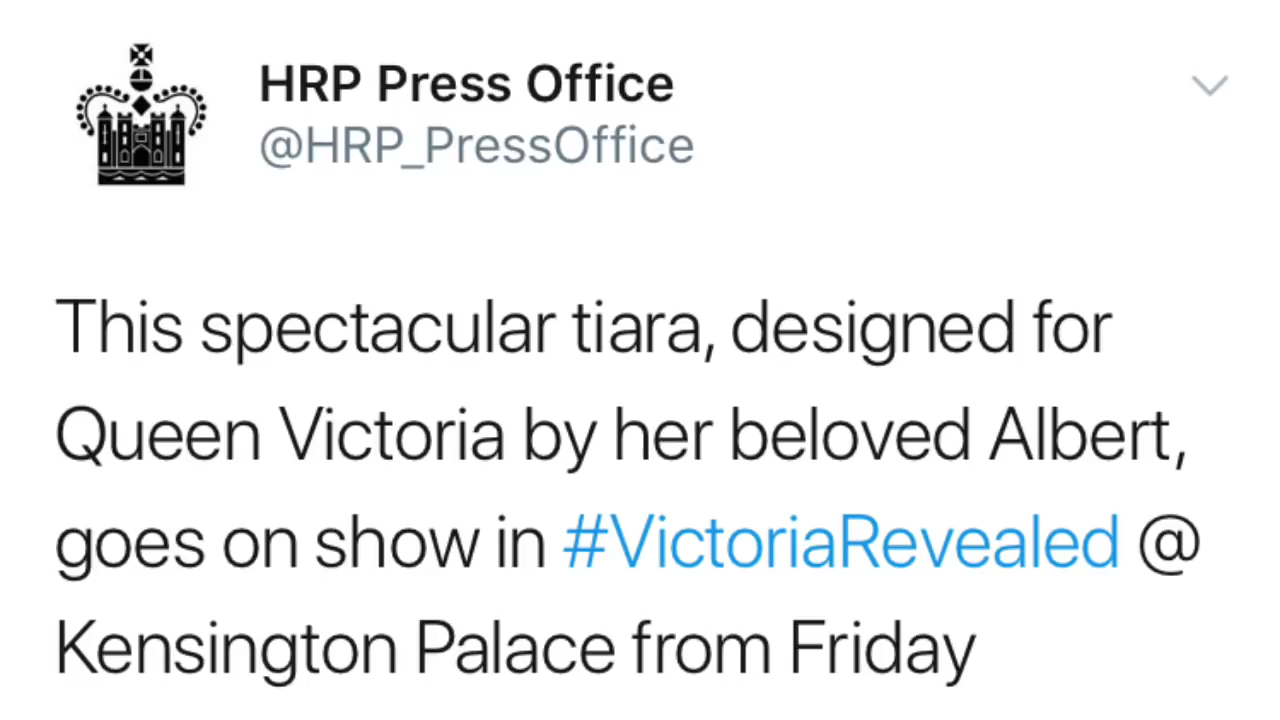 HRP Press Office
@HRP_PressOffice
This spectacular tiara, designed for
Queen Victoria by her beloved Albert,
goes on show in #VictoriaRevealed @
Kensington Palace from Friday